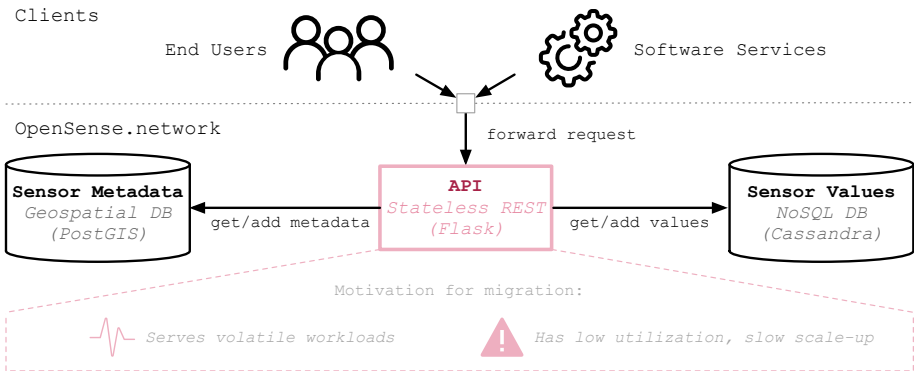 Clients
End Users
Software Services
OpenSense.network
forward request
Sensor Metadata
Geospatial DB
(PostGIS)
get/add metadata
API
Stateless REST
(Flask)
get/add values
Sensor Values
NoSQL DB
(Cassandra)
Motivation for migration:
Serves volatile workloads
Has low utilization, slow scale-up